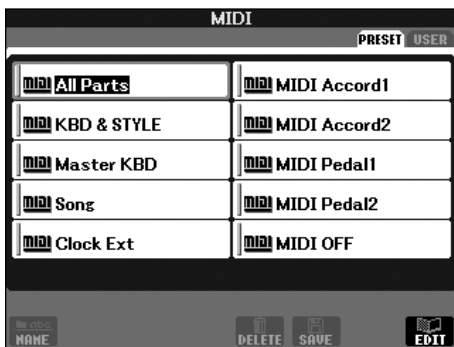 MIDI
PRESET USER
MIDI All Parts
MIDI MIDI Accord1
MIDI KBD & STYLE
MIDI MIDI Accord2
MIDI Master KBD
MIDI MIDI Pedal1
MIDI Song
MIDI MIDI Pedal2
MIDI Clock Ext
MIDI MIDI OFF
abc
NAME DELETE SAVE EDIT